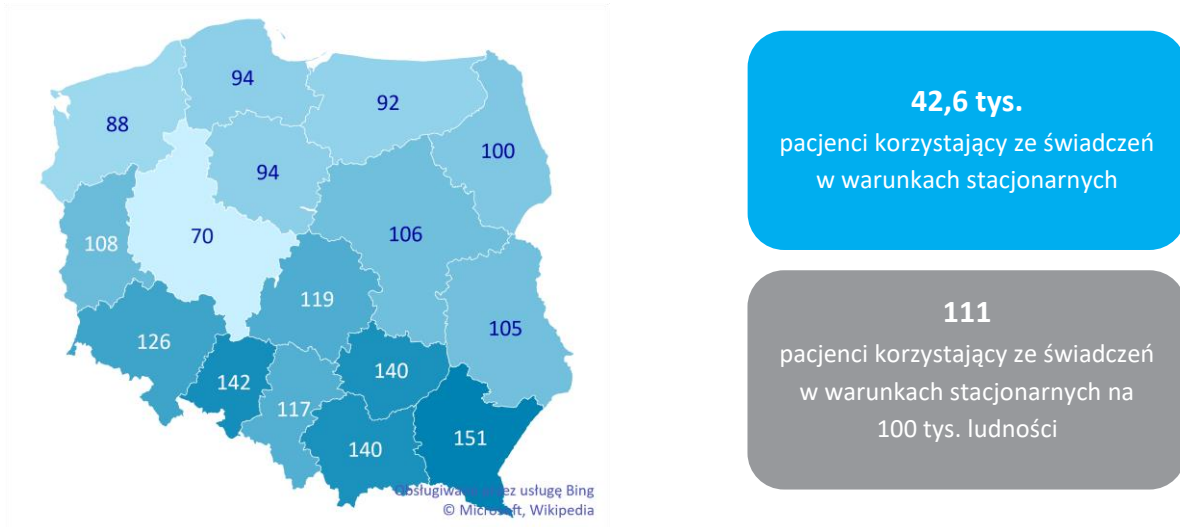 94
92
88
100
94
108
70
106
119
105
126
142
140
117
140
151
usługę Bing
© Microsoft, Wikipedia
42,6 tys.
pacjenci korzystający ze świadczeń
w warunkach stacjonarnych
111
pacjenci korzystający ze świadczeń
w warunkach stacjonarnych na
100 tys. ludności